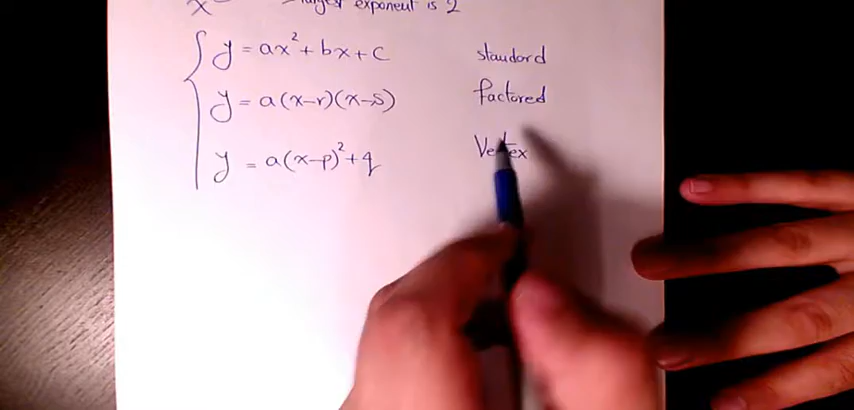 x largest exponent is 2
y = ax² + bx + c standard
y = a(x-r)(x-s) factored
y = a(x-p)² + q Vertex